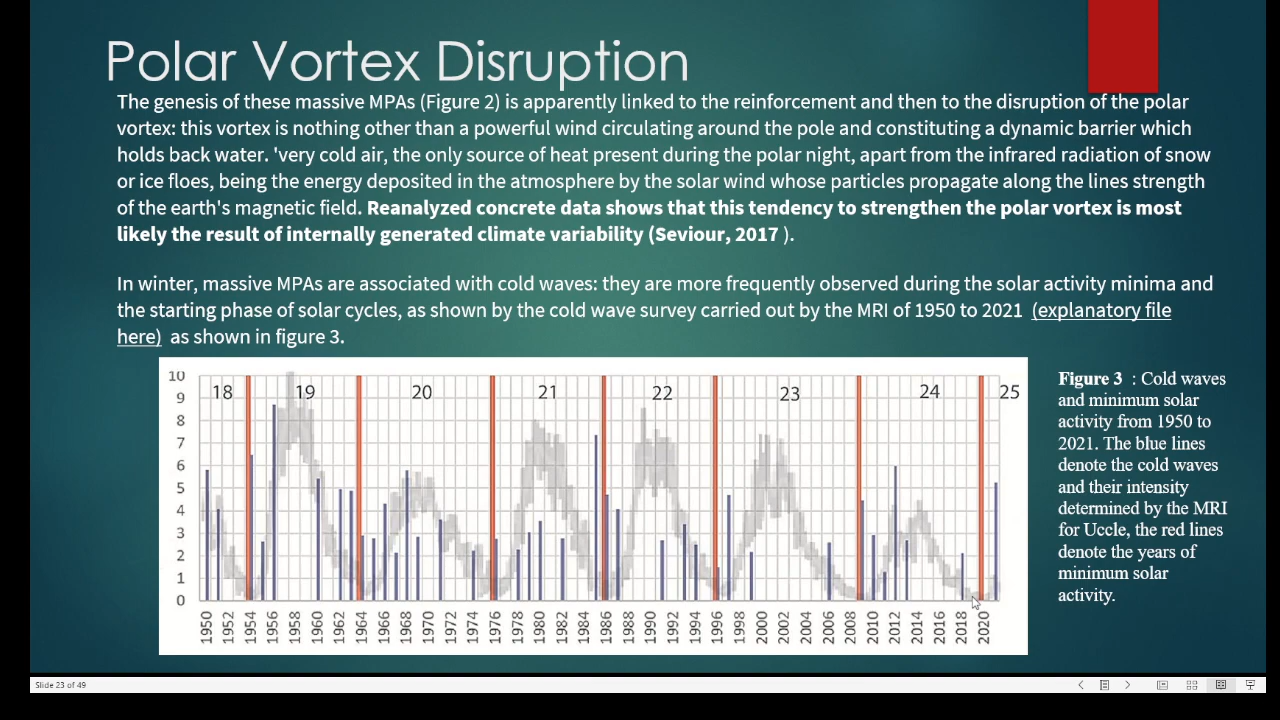 Polar Vortex Disruption
The genesis of these massive MPAs (Figure 2) is apparently linked to the reinforcement and then to the disruption of the polar
vortex: this vortex is nothing other than a powerful wind circulating around the pole and constituting a dynamic barrier which
holds back water. 'very cold air, the only source of heat present during the polar night, apart from the infrared radiation of snow
or ice floes, being the energy deposited in the atmosphere by the solar wind whose particles propagate along the lines strength
of the earth's magnetic field. Reanalyzed concrete data shows that this tendency to strengthen the polar vortex is most
likely the result of internally generated climate variability (Seviour, 2017 ).
In winter, massive MPAs are associated with cold waves: they are more frequently observed during the solar activity minima and
the starting phase of solar cycles, as shown by the cold wave survey carried out by the MRI of 1950 to 2021 (explanatory file
here) as shown in figure 3.
10
9
8
7
6
5
4
3
2
1
0
18 19 20 21 22 23 24 25
1950 1952 1954 1956 1958 1960 1962 1964 1966 1968 1970 1972 1974 1976 1978 1980 1982 1984 1986 1988 1990 1992 1994 1996 1998 2000 2002 2004 2006 2008 2010 2012 2014 2016 2018 2020
Figure 3 : Cold waves
and minimum solar
activity from 1950 to
2021. The blue lines
denote the cold waves
and their intensity
determined by the MRI
for Uccle, the red lines
denote the years of
minimum solar
activity.
Slide 23 of 49